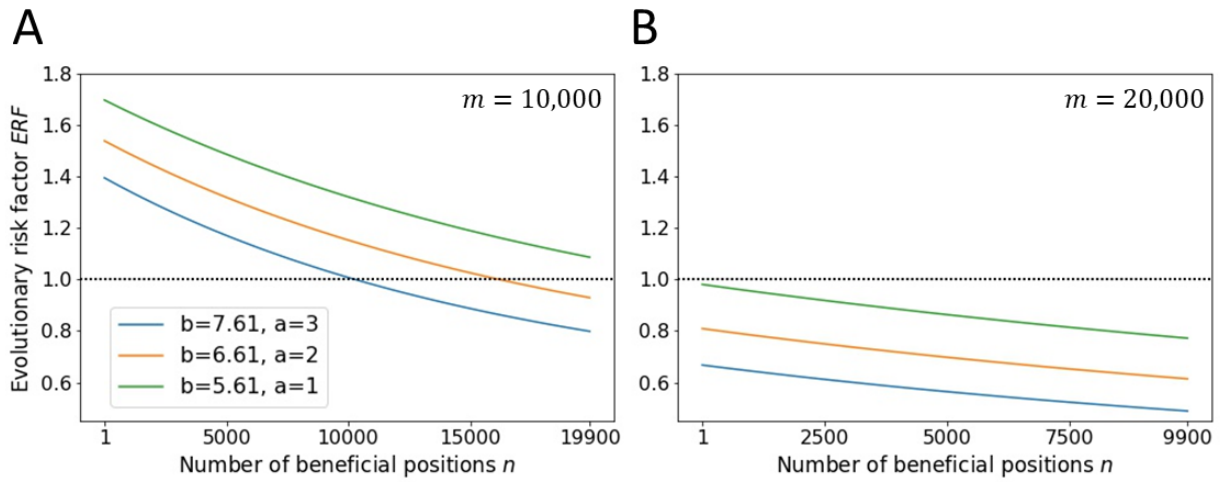 A
B
Evolutionary risk factor ERF
1.8
1.6
1.4
1.2
1.0
0.8
0.6
m = 10,000
b=7.61, a=3
b=6.61, a=2
b=5.61, a=1
1 5000 10000 15000 19900
Number of beneficial positions n
1.8
1.6
1.4
1.2
1.0
0.8
0.6
m = 20,000
1 2500 5000 7500 9900
Number of beneficial positions n